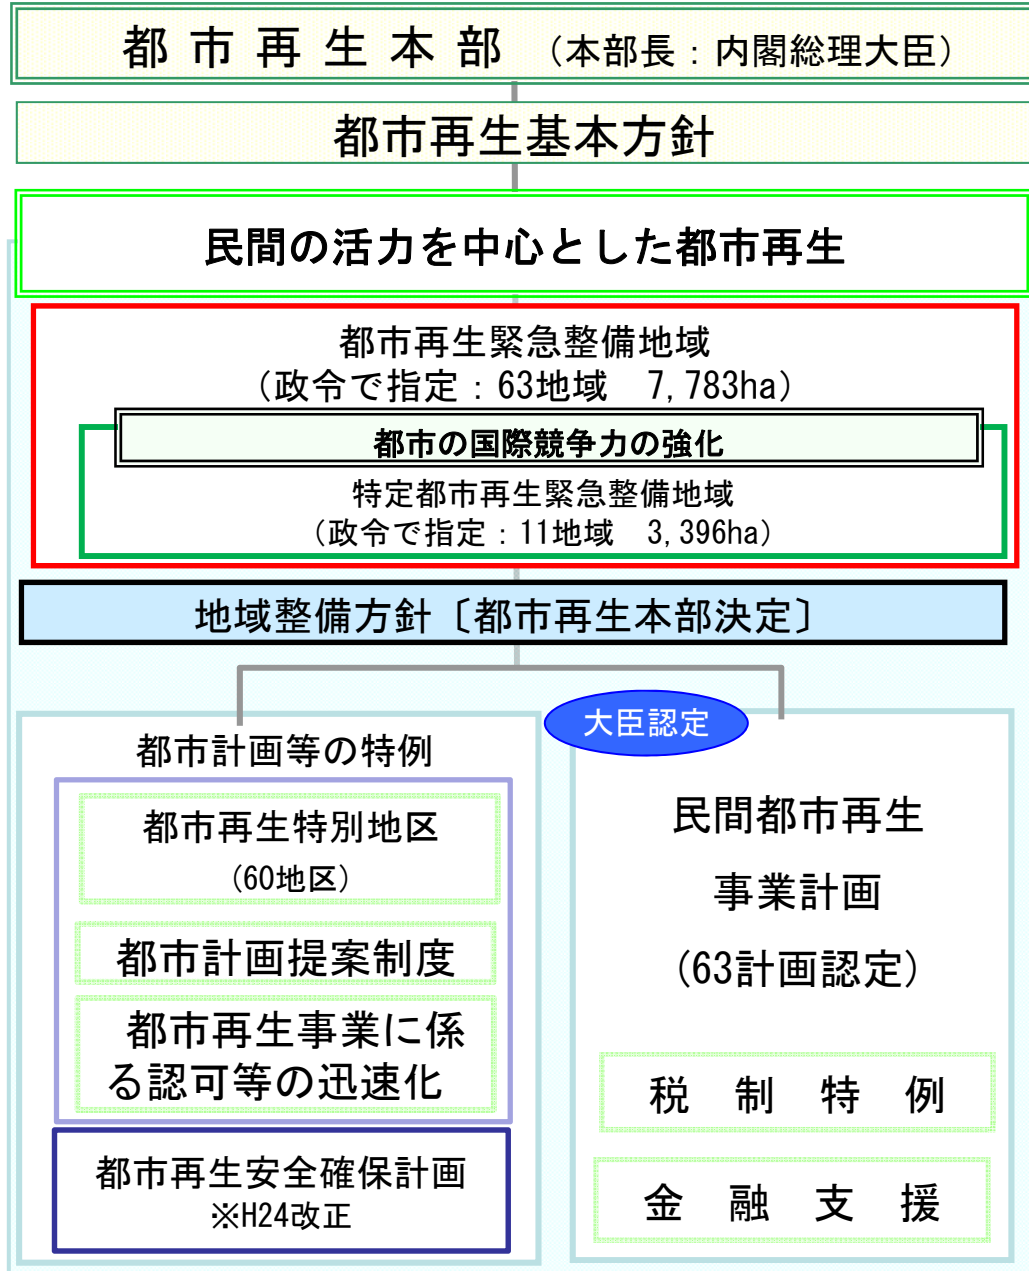 都市再生本部（本部長：内閣総理大臣）
都市再生基本方針
民間の活力を中心とした都市再生
都市再生緊急整備地域
（政令で指定：63地域　7,783ha）
都市の国際競争力の強化
特定都市再生緊急整備地域
（政令で指定：11地域　3,396ha）
地域整備方針〔都市再生本部決定〕
都市計画等の特例
都市再生特別地区
（60地区）
都市計画提案制度
都市再生事業に係
る認可等の迅速化
都市再生安全確保計画
※H24改正
大臣認定
民間都市再生
事業計画
（63計画認定）
税制特例
金融支援